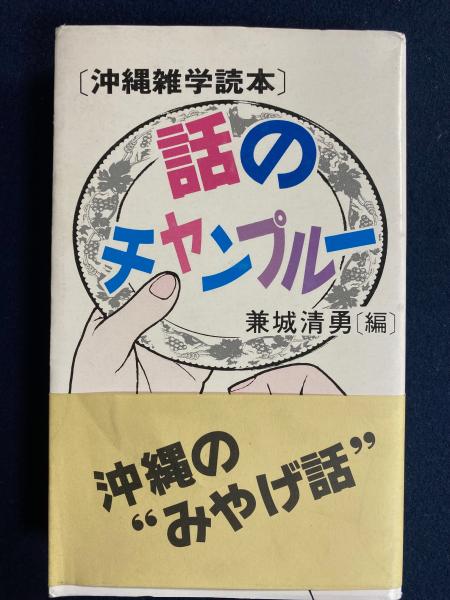 〔沖縄雑学読本〕
話の
チャンプルー
兼城清勇〔編〕
沖縄の
“みやげ話”